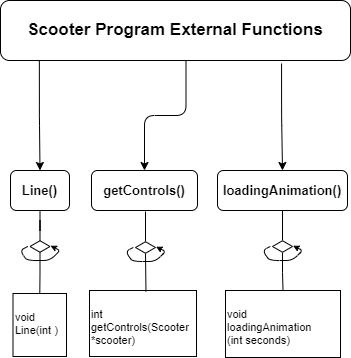 Scooter Program External Functions
Line()
getControls()
loadingAnimation()
void
Line(int )
int
getControls(Scooter
*scooter)
void
loadingAnimation
(int seconds)